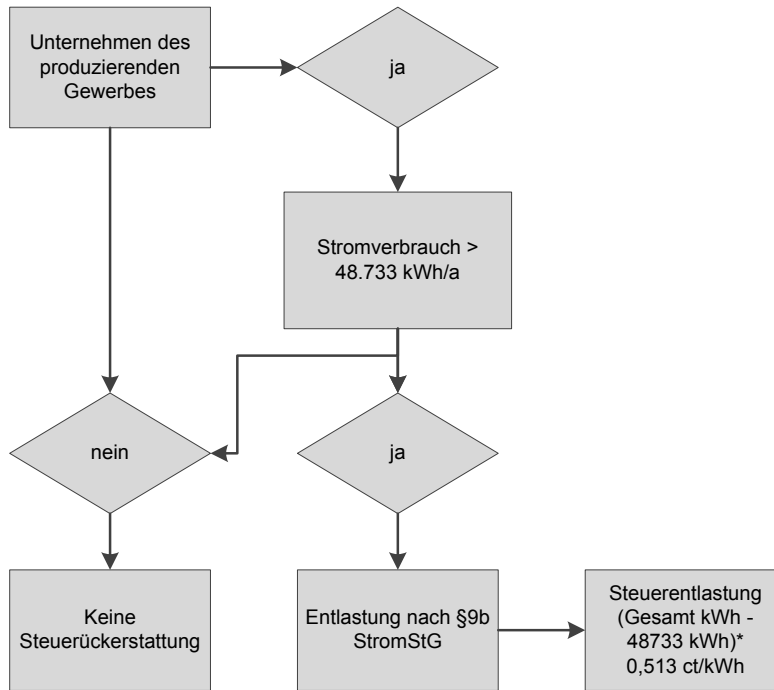 Unternehmen des
produzierenden
Gewerbes
ja
Stromverbrauch >
48.733 kWh/a
nein
ja
Keine
Steuerückerstattung
Entlastung nach §9b
StromStG
Steuerentlastung
(Gesamt kWh -
48733 kWh)*
0,513 ct/kWh